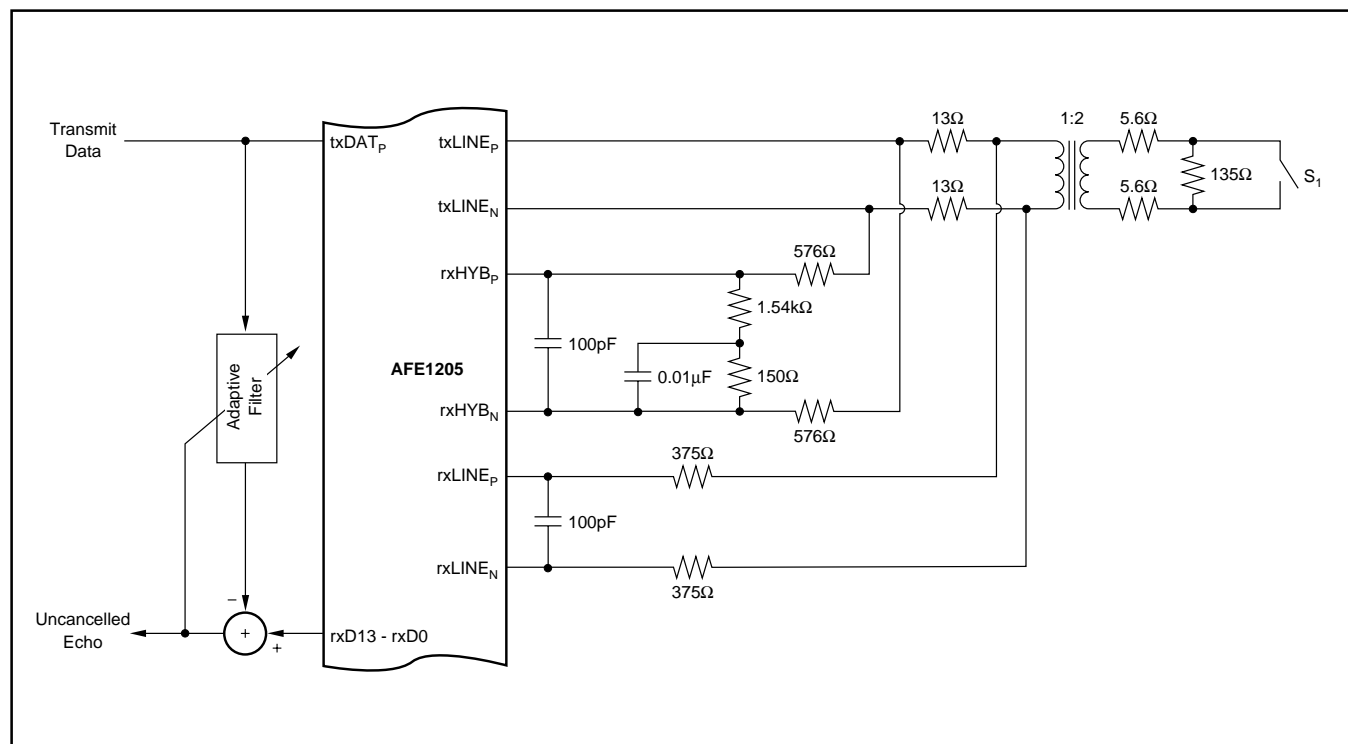 Transmit
Data
txDATP
txLINEP
13Ω
1:2
5.6Ω
135Ω
S1
txLINEN
13Ω
5.6Ω
576Ω
rxHYBP
1.54kΩ
100pF
AFE1205
0.01µF
150Ω
Adaptive
Filter
rxHYBN
576Ω
375Ω
rxLINEP
100pF
rxLINEN
375Ω
–
Uncancelled
Echo
+
+
rxD13 - rxD0